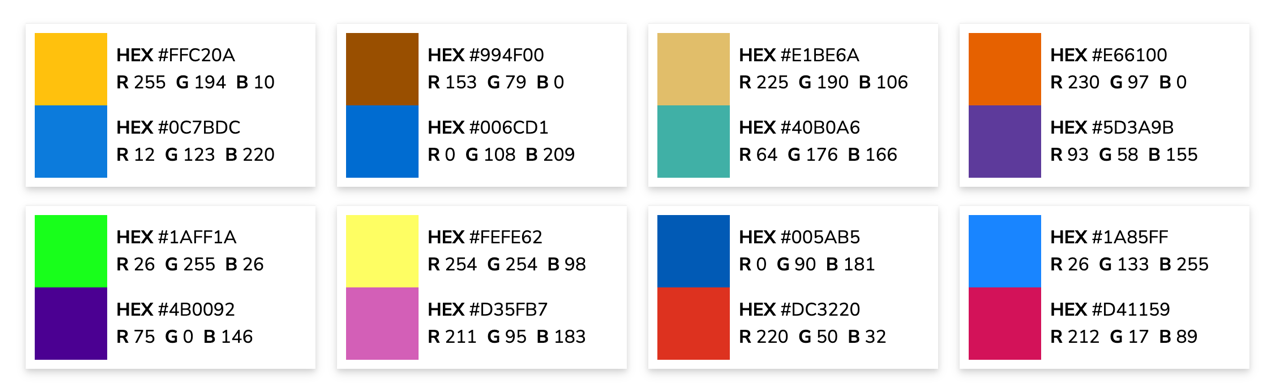 HEX #FFC20A
R 255 G 194 B 10
HEX #0C7BDC
R 12 G 123 B 220
HEX #994F00
R 153 G 79 B 0
HEX #006CD1
R 0 G 108 B 209
HEX #E1BE6A
R 225 G 190 B 106
HEX #40B0A6
R 64 G 176 B 166
HEX #E66100
R 230 G 97 B 0
HEX #5D3A9B
R 93 G 58 B 155
HEX #1AFF1A
R 26 G 255 B 26
HEX #4B0092
R 75 G 0 B 146
HEX #FEFE62
R 254 G 254 B 98
HEX #D35FB7
R 211 G 95 B 183
HEX #005AB5
R 0 G 90 B 181
HEX #DC3220
R 220 G 50 B 32
HEX #1A85FF
R 26 G 133 B 255
HEX #D41159
R 212 G 17 B 89